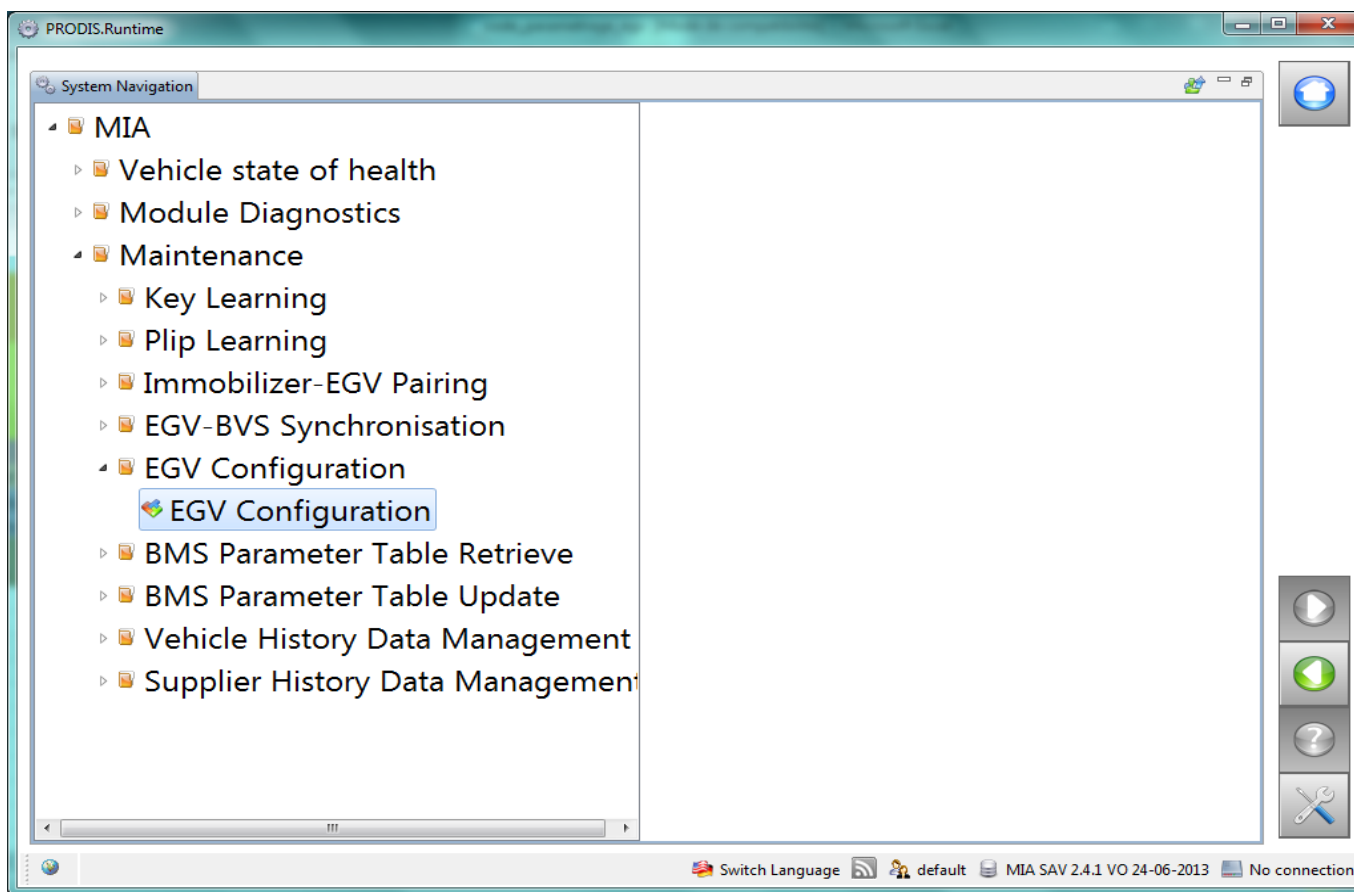 PRODIS.Runtime
System Navigation
MIA
Vehicle state of health
Module Diagnostics
Maintenance
Key Learning
Plip Learning
Immobilizer-EGV Pairing
EGV-BVS Synchronisation
EGV Configuration
EGV Configuration
BMS Parameter Table Retrieve
BMS Parameter Table Update
Vehicle History Data Management
Supplier History Data Management
Switch Language default MIA SAV 2.4.1 VO 24-06-2013 No connection